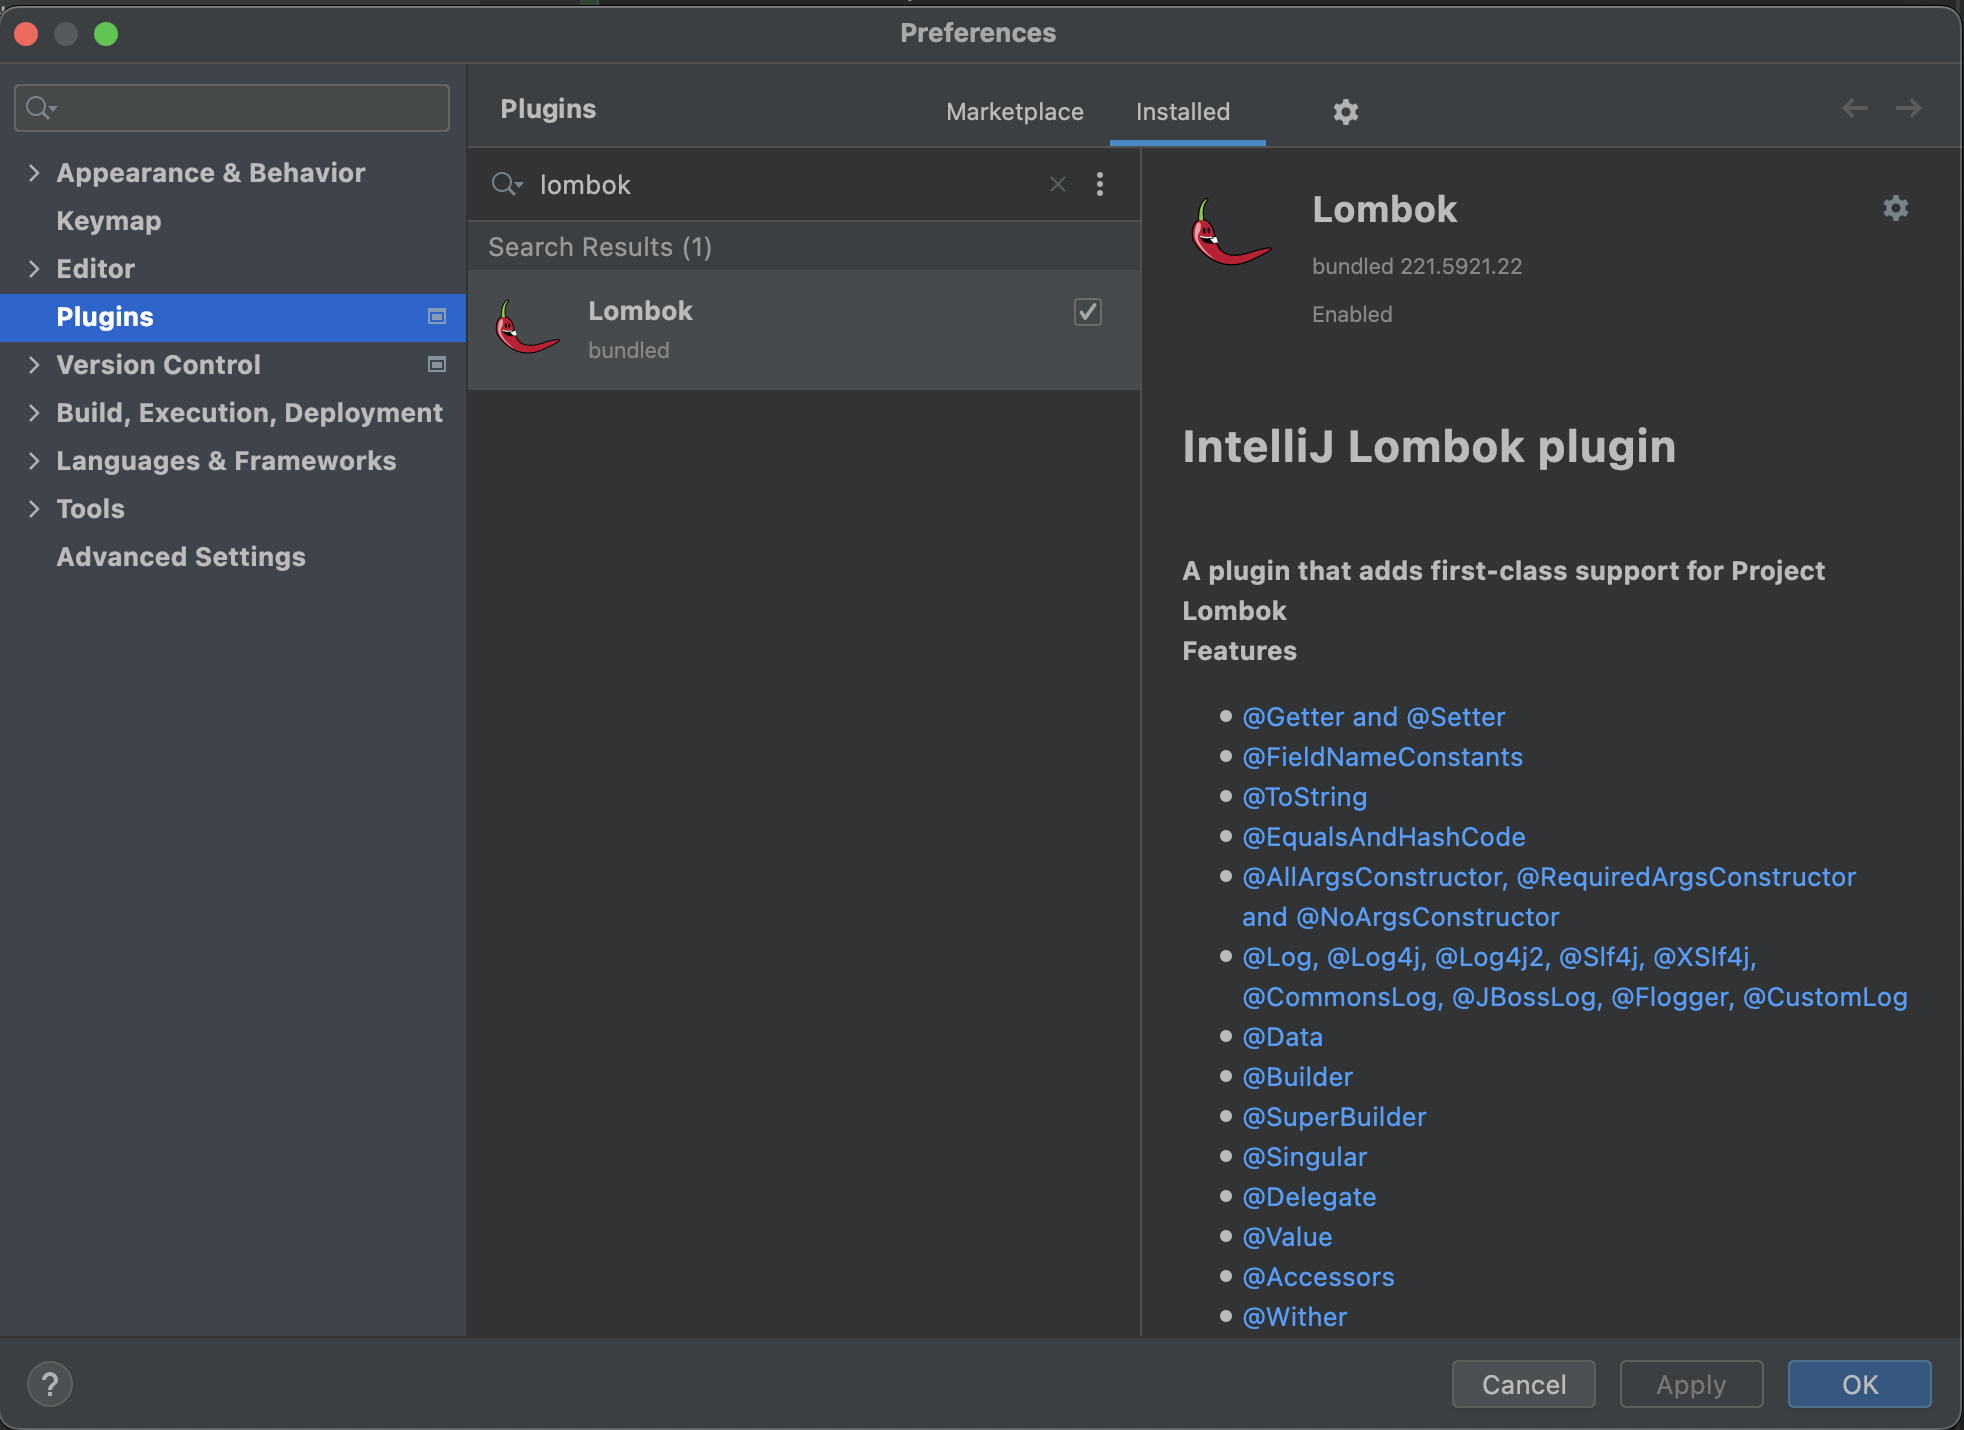 Preferences
Appearance & Behavior
Keymap
Editor
Plugins
Version Control
Build, Execution, Deployment
Languages & Frameworks
Tools
Advanced Settings
Plugins
Marketplace
Installed
lombok
Search Results (1)
Lombok
bundled
Lombok
bundled 221.5921.22
Enabled
IntelliJ Lombok plugin
A plugin that adds first-class support for Project
Lombok
Features
@Getter and @Setter
@FieldNameConstants
@ToString
@EqualsAndHashCode
@AllArgsConstructor, @RequiredArgsConstructor
and @NoArgsConstructor
@Log, @Log4j, @Log4j2, @Slf4j, @XSlf4j,
@CommonsLog, @JBossLog, @Flogger, @CustomLog
@Data
@Builder
@SuperBuilder
@Singular
@Delegate
@Value
@Accessors
@Wither
?
Cancel
Apply
OK